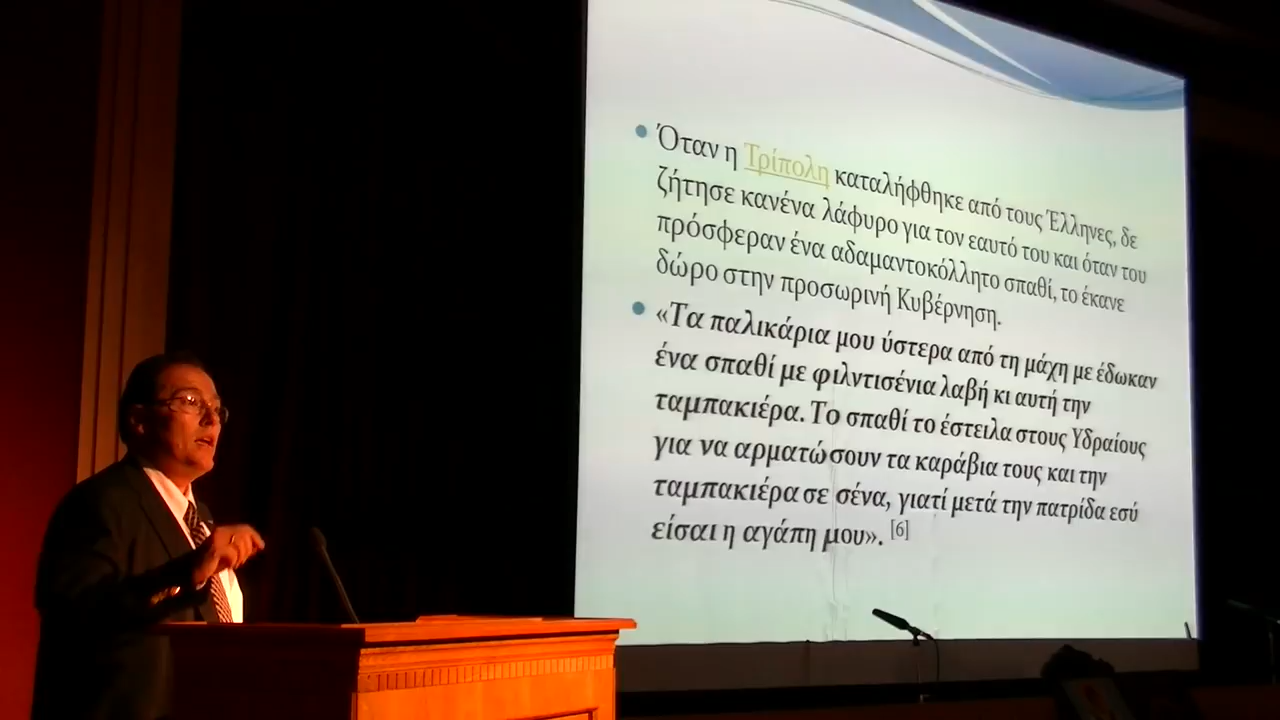 • Όταν η Τρίπολη καταλήφθηκε από τους Έλληνες, δε
ζήτησε κανένα λάφυρο για τον εαυτό του και όταν του
πρόσφεραν ένα αδαμαντοκόλλητο σπαθί, το έκανε
δώρο στην προσωρινή Κυβέρνηση.
• «Τα παλικάρια μου ύστερα από τη μάχη με έδωκαν
ένα σπαθί με φιλντισένια λαβή κι αυτή την
ταμπακιέρα. Το σπαθί το έστειλα στους Υδραίους
για να αρματώσουν τα καράβια τους και την
ταμπακιέρα σε σένα, γιατί μετά την πατρίδα εσύ
είσαι η αγάπη μου». [6]